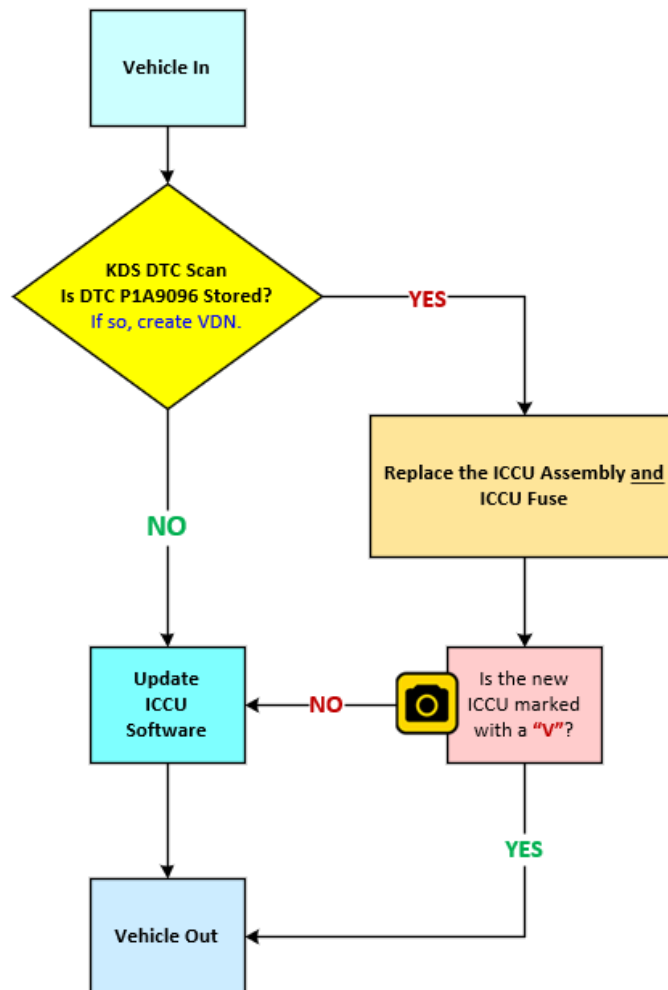 Vehicle In
KDS DTC Scan
Is DTC P1A9096 Stored?
If so, create VDN.
YES
Replace the ICCU Assembly and
ICCU Fuse
NO
Update
ICCU
Software
NO
Is the new
ICCU marked
with a “V”?
YES
Vehicle Out